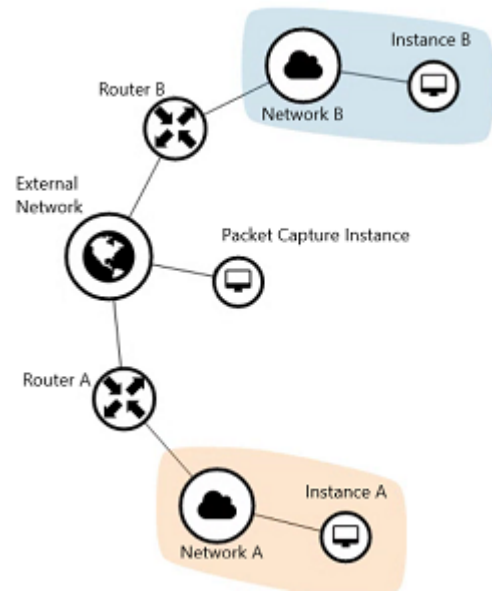 Instance B
Router B
Network B
External
Network
Packet Capture Instance
Router A
Instance A
Network A